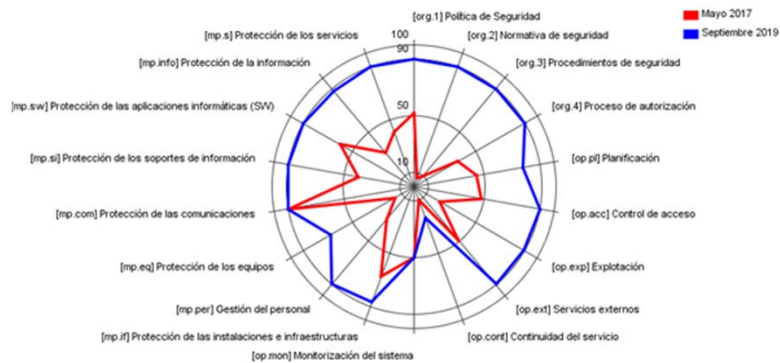 [org.1] Política de Seguridad
Mayo 2017
Septiembre 2019
[mp.s] Protección de los servicios
100
90
[org.2] Normativa de seguridad
[mp.info] Protección de la información
[org.3] Procedimientos de seguridad
[mp.sw] Protección de las aplicaciones informáticas (SW)
50
[org.4] Proceso de autorización
[mp.si] Protección de los soportes de información
10
[op.pl] Planificación
[mp.com] Protección de las comunicaciones
[op.acc] Control de acceso
[mp.eq] Protección de los equipos
[op.exp] Explotación
[mp.per] Gestión del personal
[op.ext] Servicios externos
[mp.if] Protección de las instalaciones e infraestructuras
[op.cont] Continuidad del servicio
[op.mon] Monitorización del sistema